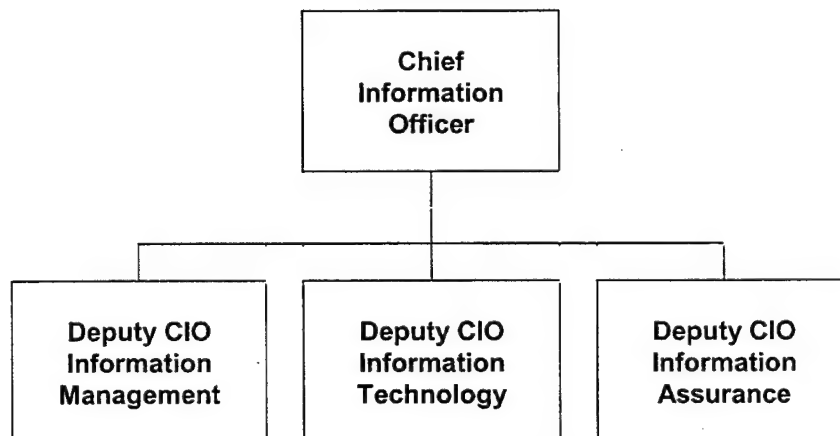 Chief
Information
Officer
Deputy CIO
Information
Management
Deputy CIO
Information
Technology
Deputy CIO
Information
Assurance